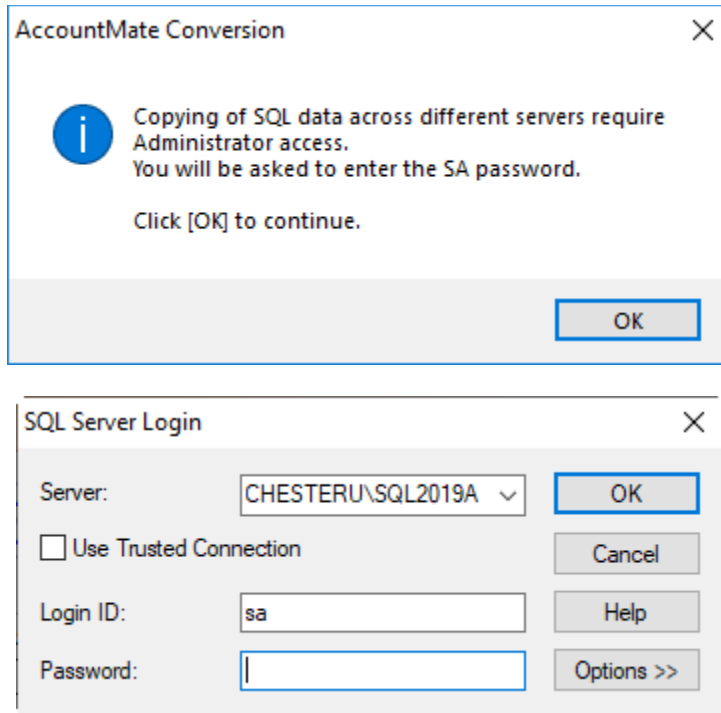 AccountMate Conversion
Copying of SQL data across different servers require
Administrator access.
You will be asked to enter the SA password.
Click [OK] to continue.
OK
SQL Server Login
Server: CHESTERU\SQL2019A OK
Use Trusted Connection Cancel
Login ID: sa Help
Password: Options >>